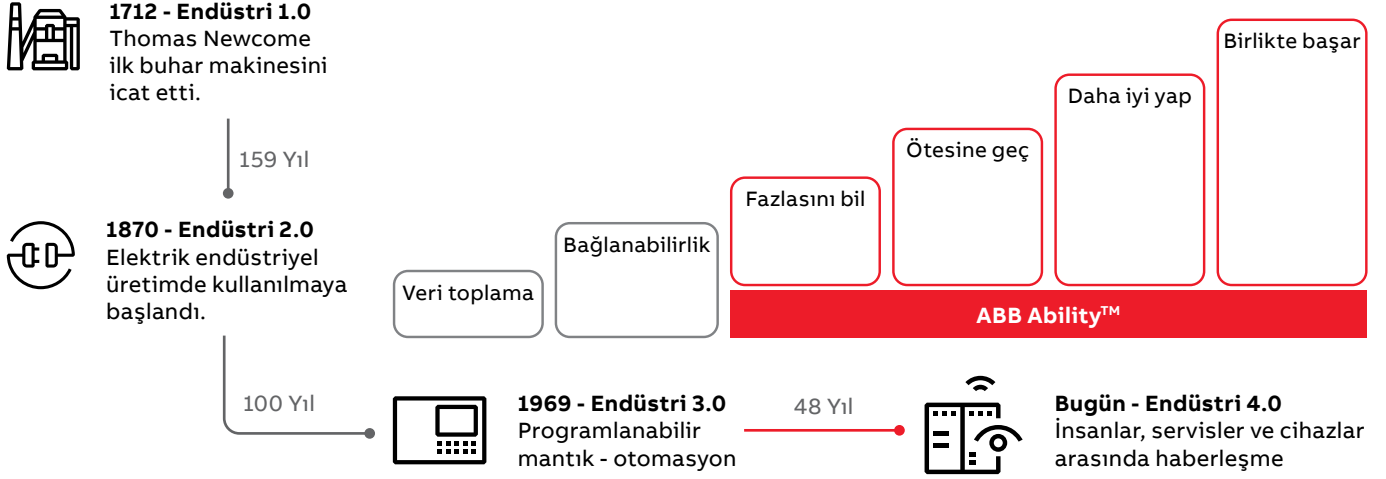 1712 - Endüstri 1.0
Thomas Newcome
ilk buhar makinesini
icat etti.
159 Yıl
1870 - Endüstri 2.0
Elektrik endüstriyel
üretimde kullanılmaya
başlandı.
100 Yıl
1969 - Endüstri 3.0
Programlanabilir
mantık - otomasyon
48 Yıl
Bugün - Endüstri 4.0
İnsanlar, servisler ve cihazlar
arasında haberleşme
Veri toplama
Bağlanabilirlik
Fazlasını bil
Ötesine geç
Daha iyi yap
Birlikte başar
ABB Ability™